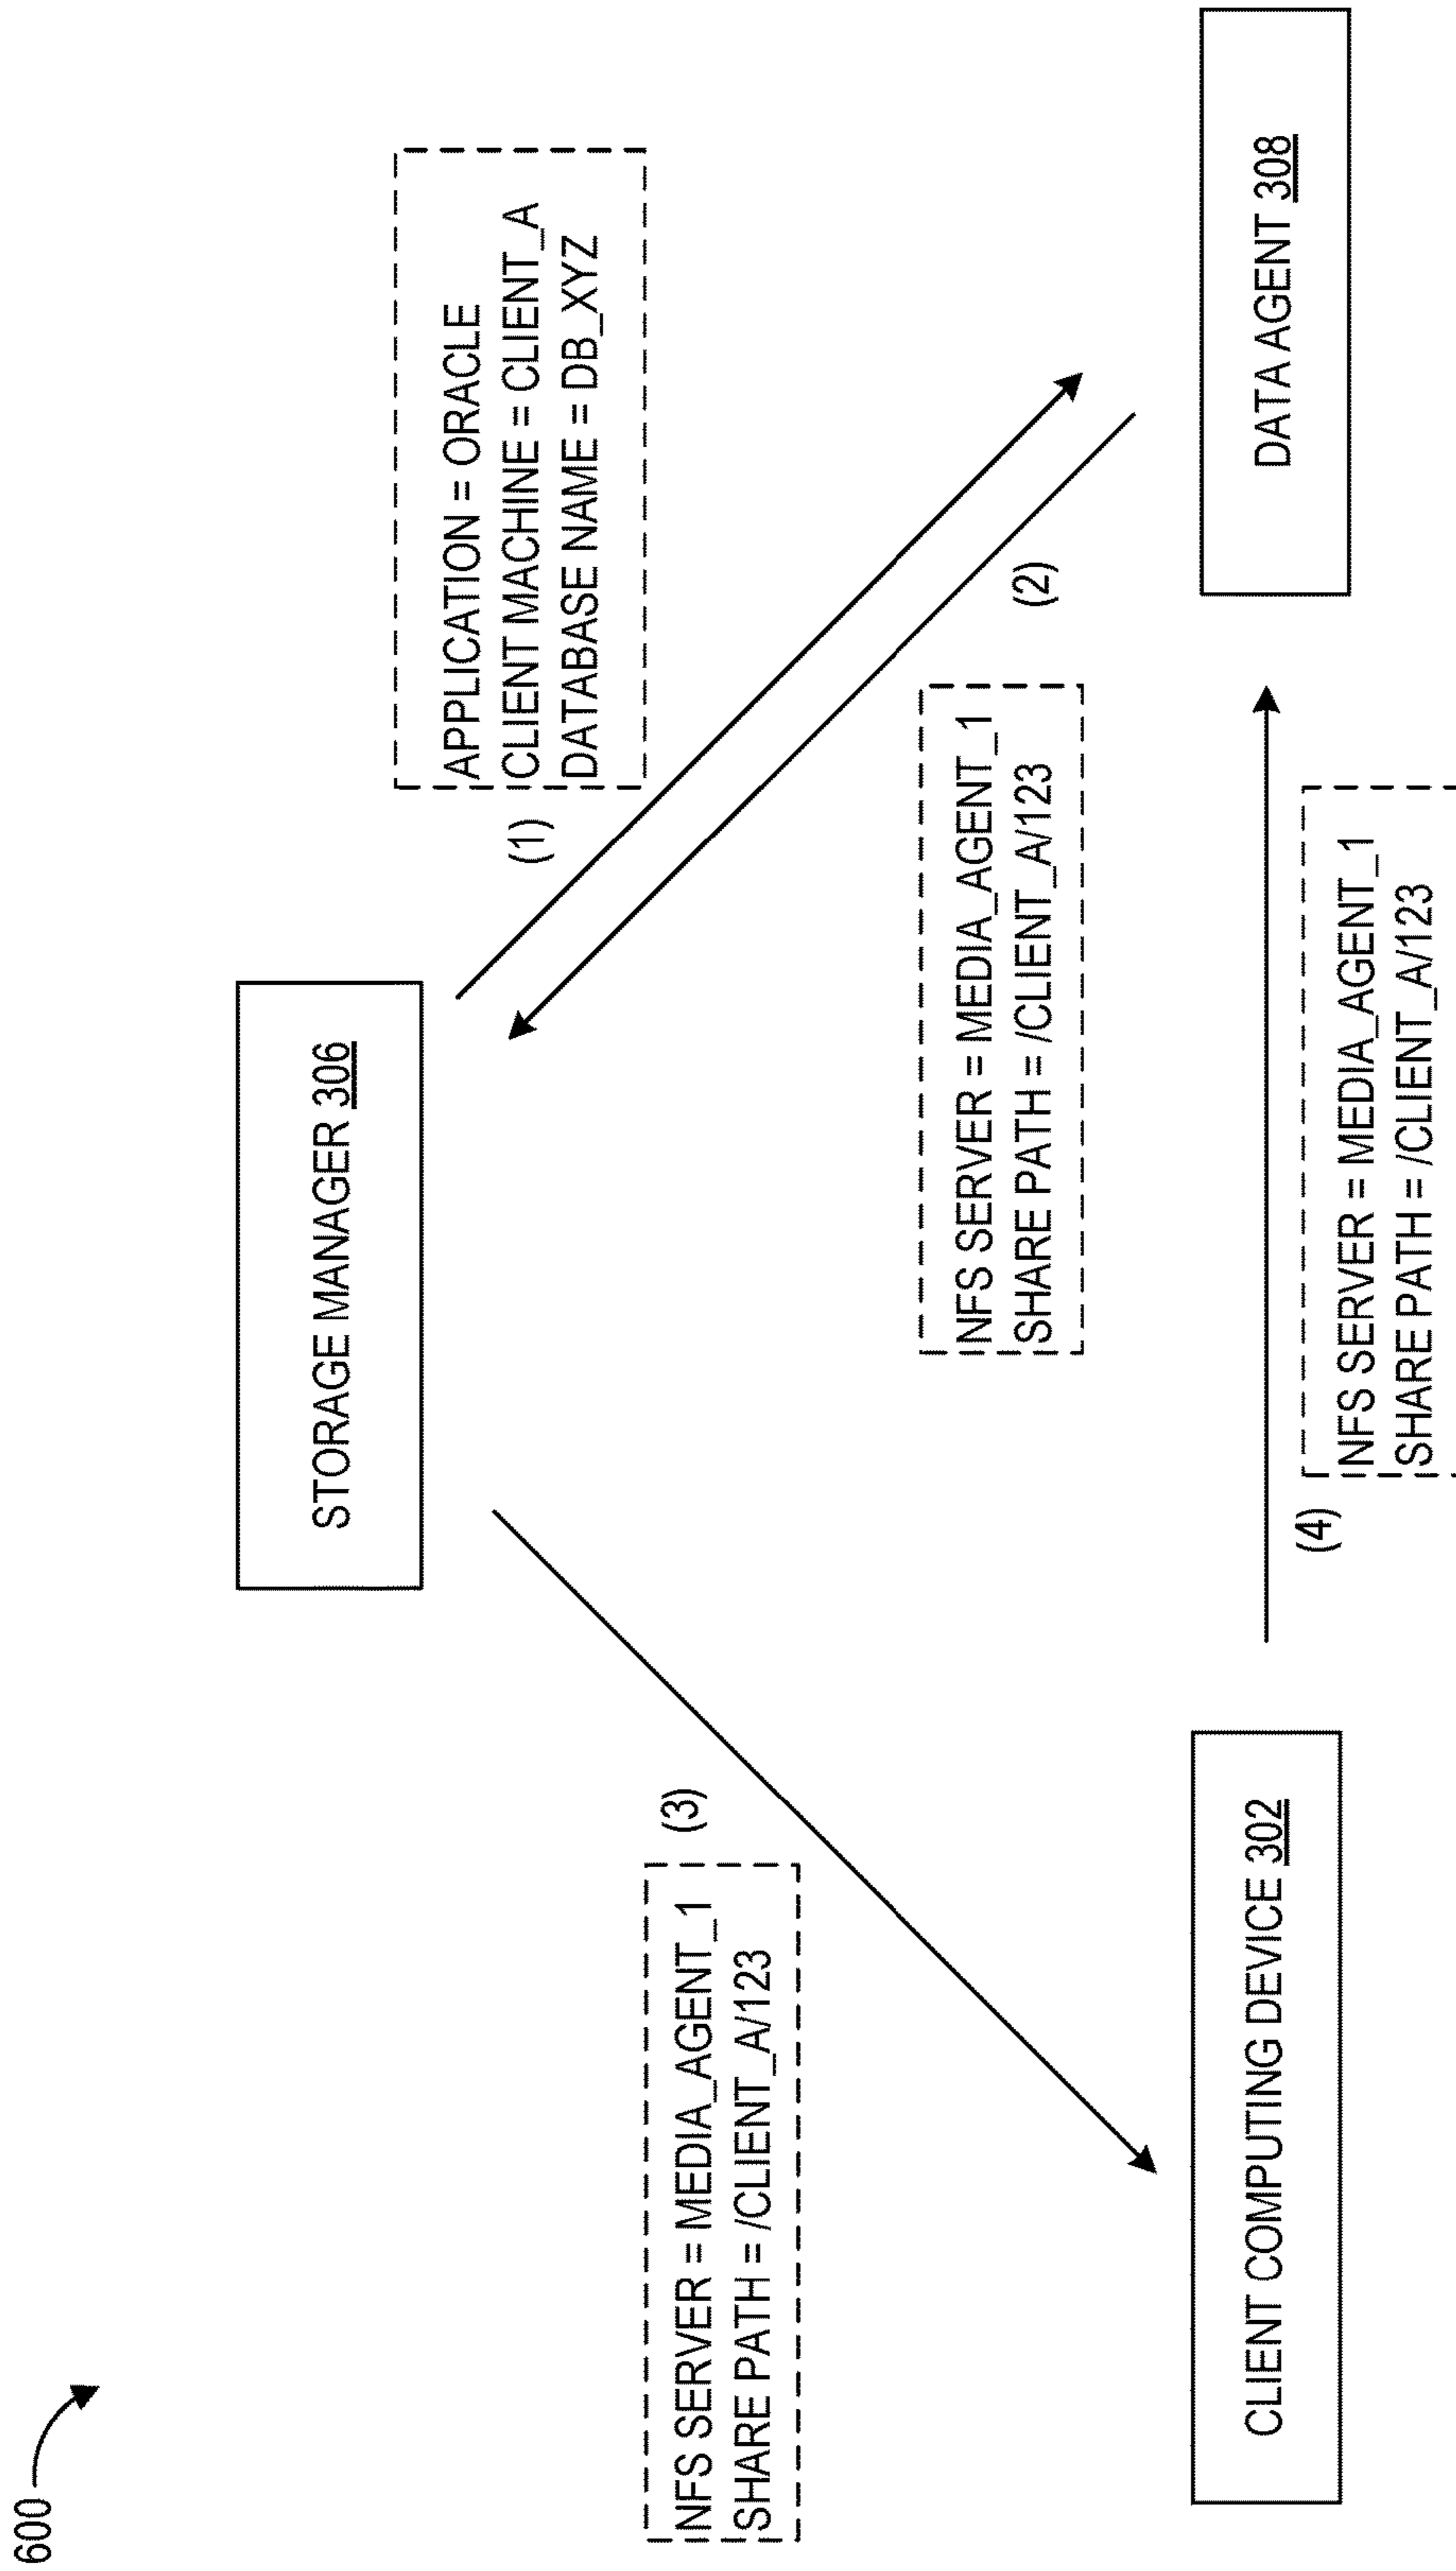 600
STORAGE MANAGER 306
(1)
APPLICATION = ORACLE
CLIENT MACHINE = CLIENT_A
DATABASE NAME = DB_XYZ
(2)
NFS SERVER = MEDIA_AGENT_1
SHARE PATH = /CLIENT_A/123
(3)
NFS SERVER = MEDIA_AGENT_1
SHARE PATH = /CLIENT_A/123
CLIENT COMPUTING DEVICE 302
DATA AGENT 308
(4)
NFS SERVER = MEDIA_AGENT_1
SHARE PATH = /CLIENT_A/123